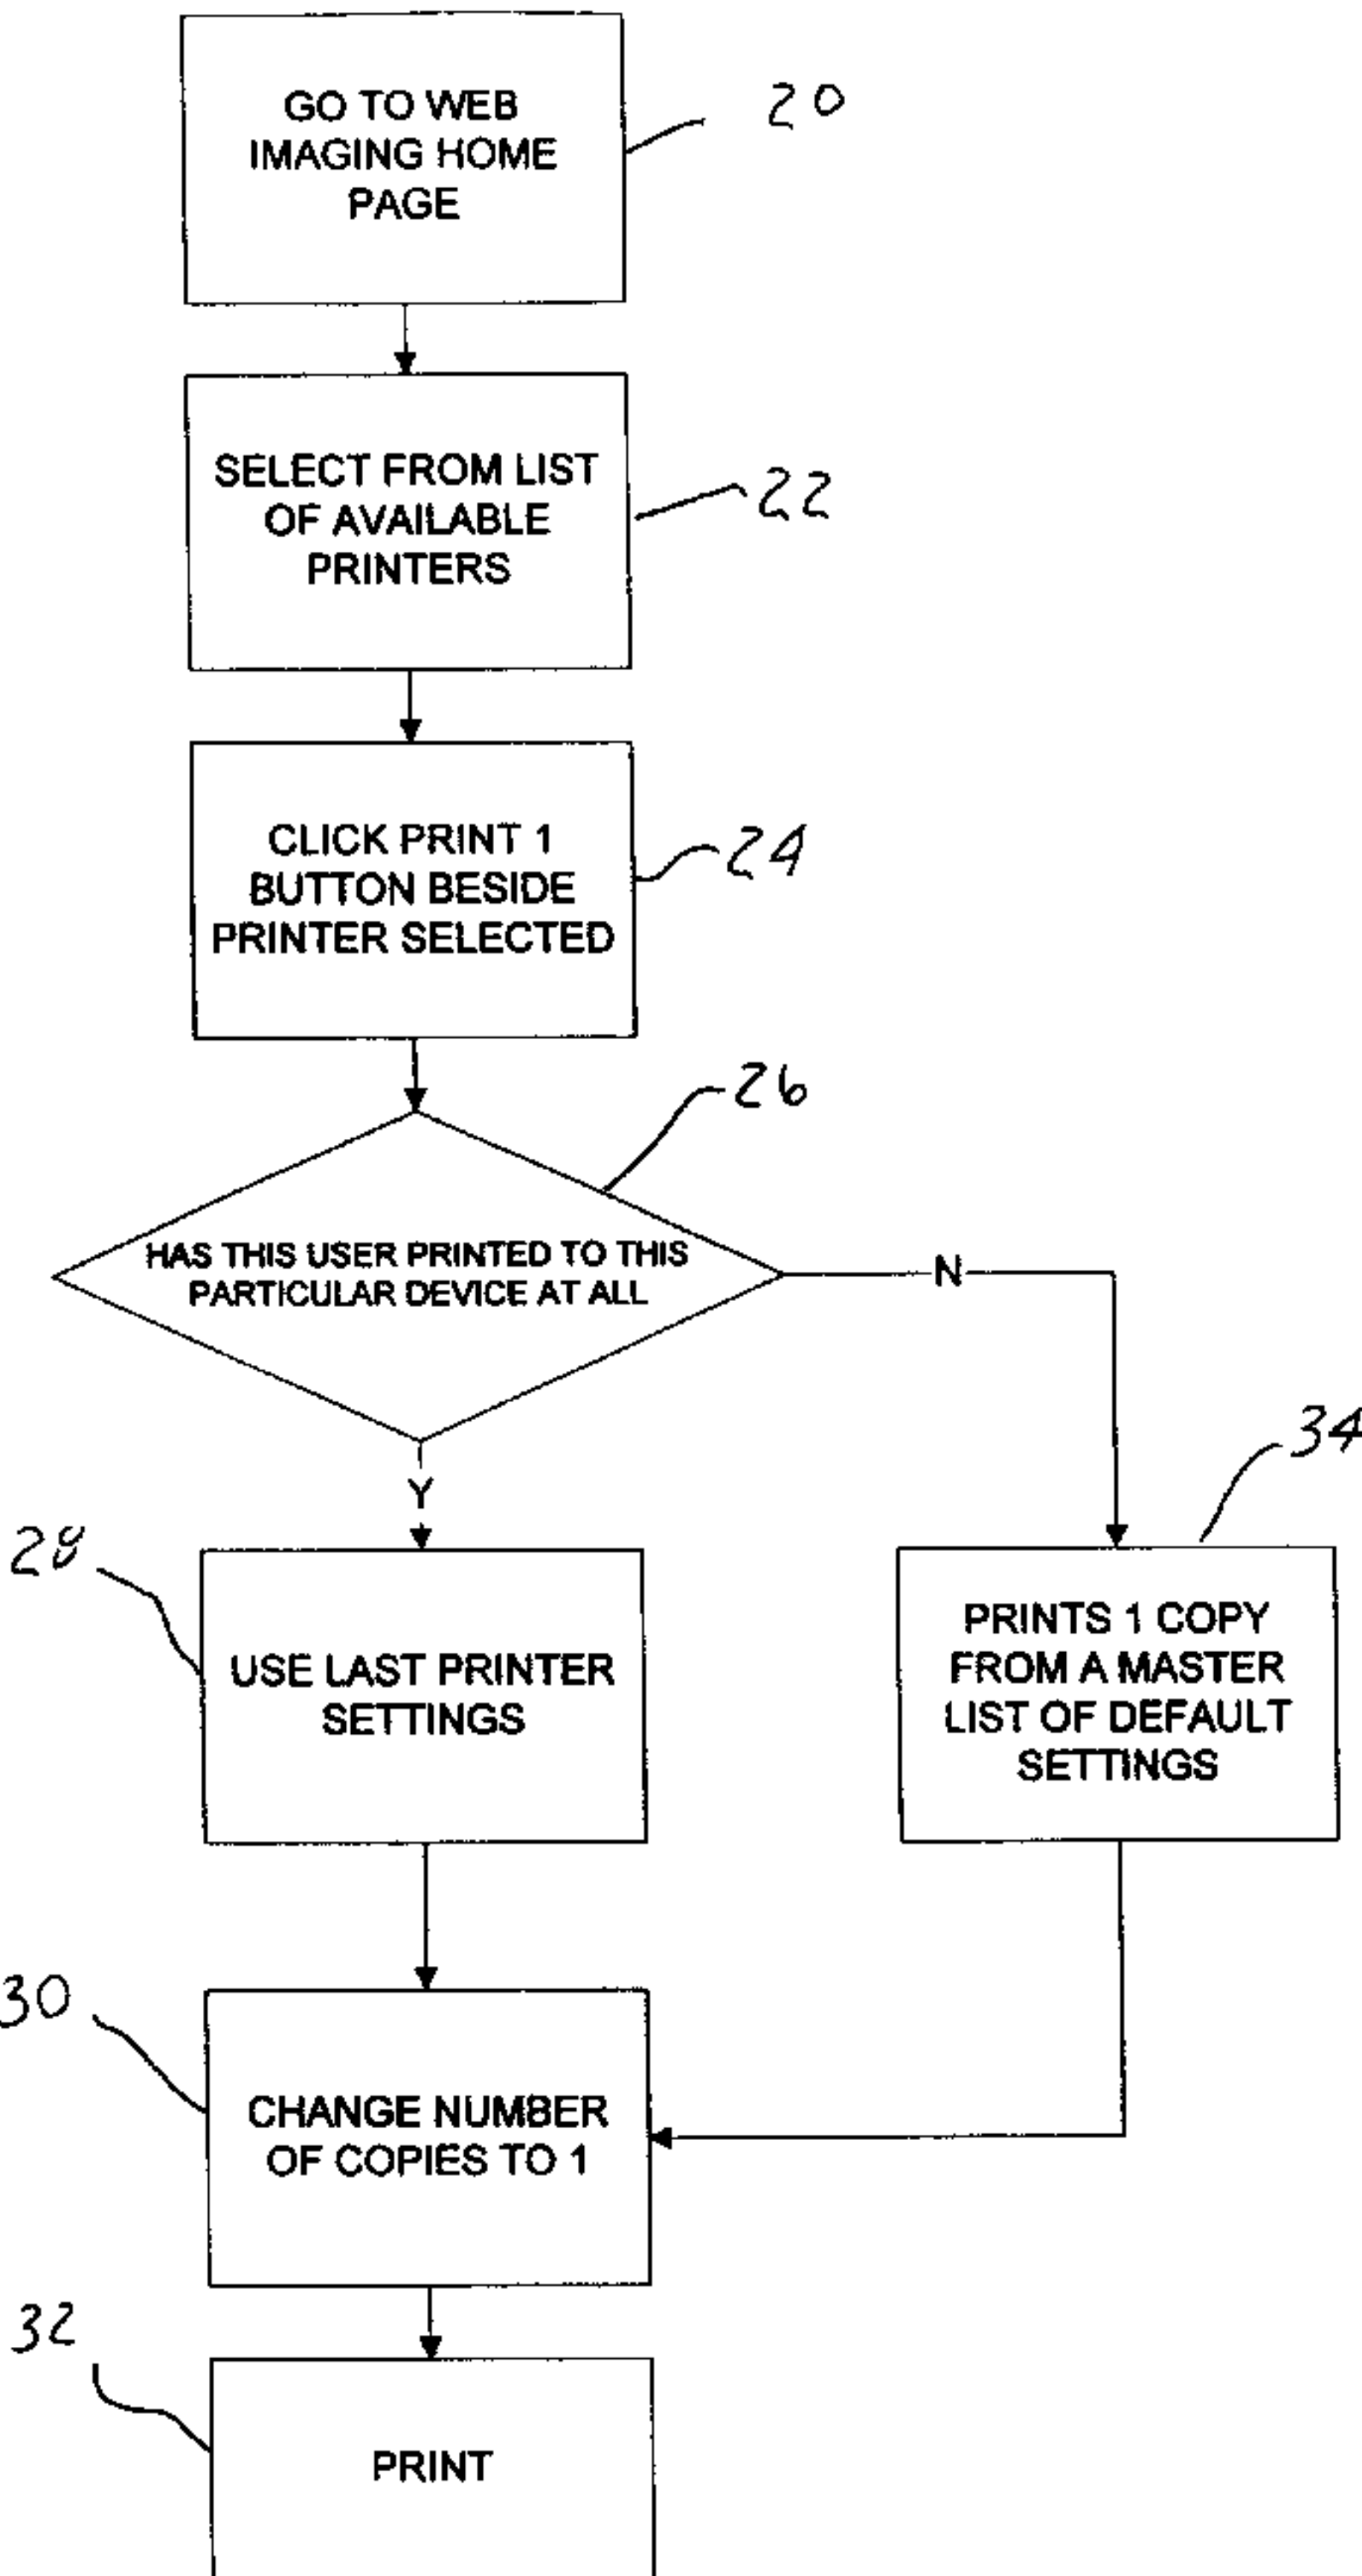 GO TO WEB
IMAGING HOME
PAGE
20
SELECT FROM LIST
OF AVAILABLE
PRINTERS
22
CLICK PRINT 1
BUTTON BESIDE
PRINTER SELECTED
24
26
HAS THIS USER PRINTED TO THIS
PARTICULAR DEVICE AT ALL
N
Y
34
28
USE LAST PRINTER
SETTINGS
PRINTS 1 COPY
FROM A MASTER
LIST OF DEFAULT
SETTINGS
30
CHANGE NUMBER
OF COPIES TO 1
32
PRINT